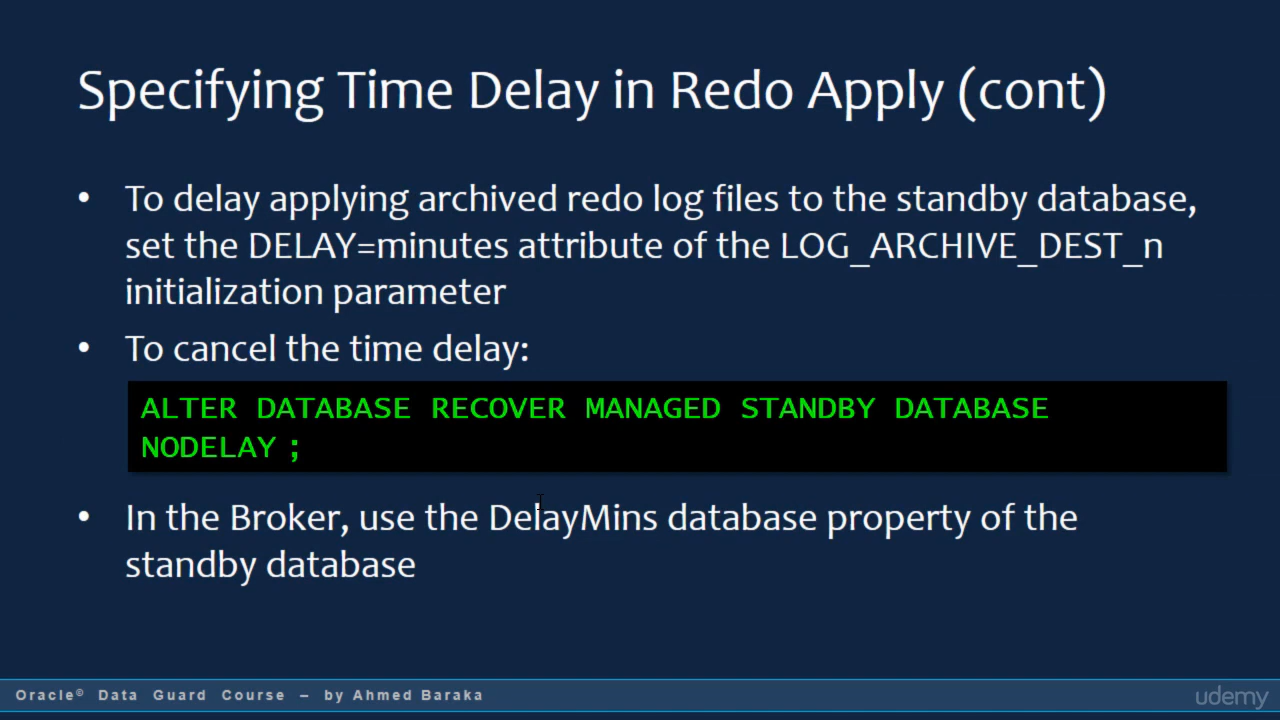 Specifying Time Delay in Redo Apply (cont)
• To delay applying archived redo log files to the standby database,
set the DELAY=minutes attribute of the LOG_ARCHIVE_DEST_n
initialization parameter
• To cancel the time delay:
ALTER DATABASE RECOVER MANAGED STANDBY DATABASE
NODELAY ;
• In the Broker, use the DelayMins database property of the
standby database
Oracle© Data Guard Course – by Ahmed Baraka
udemy